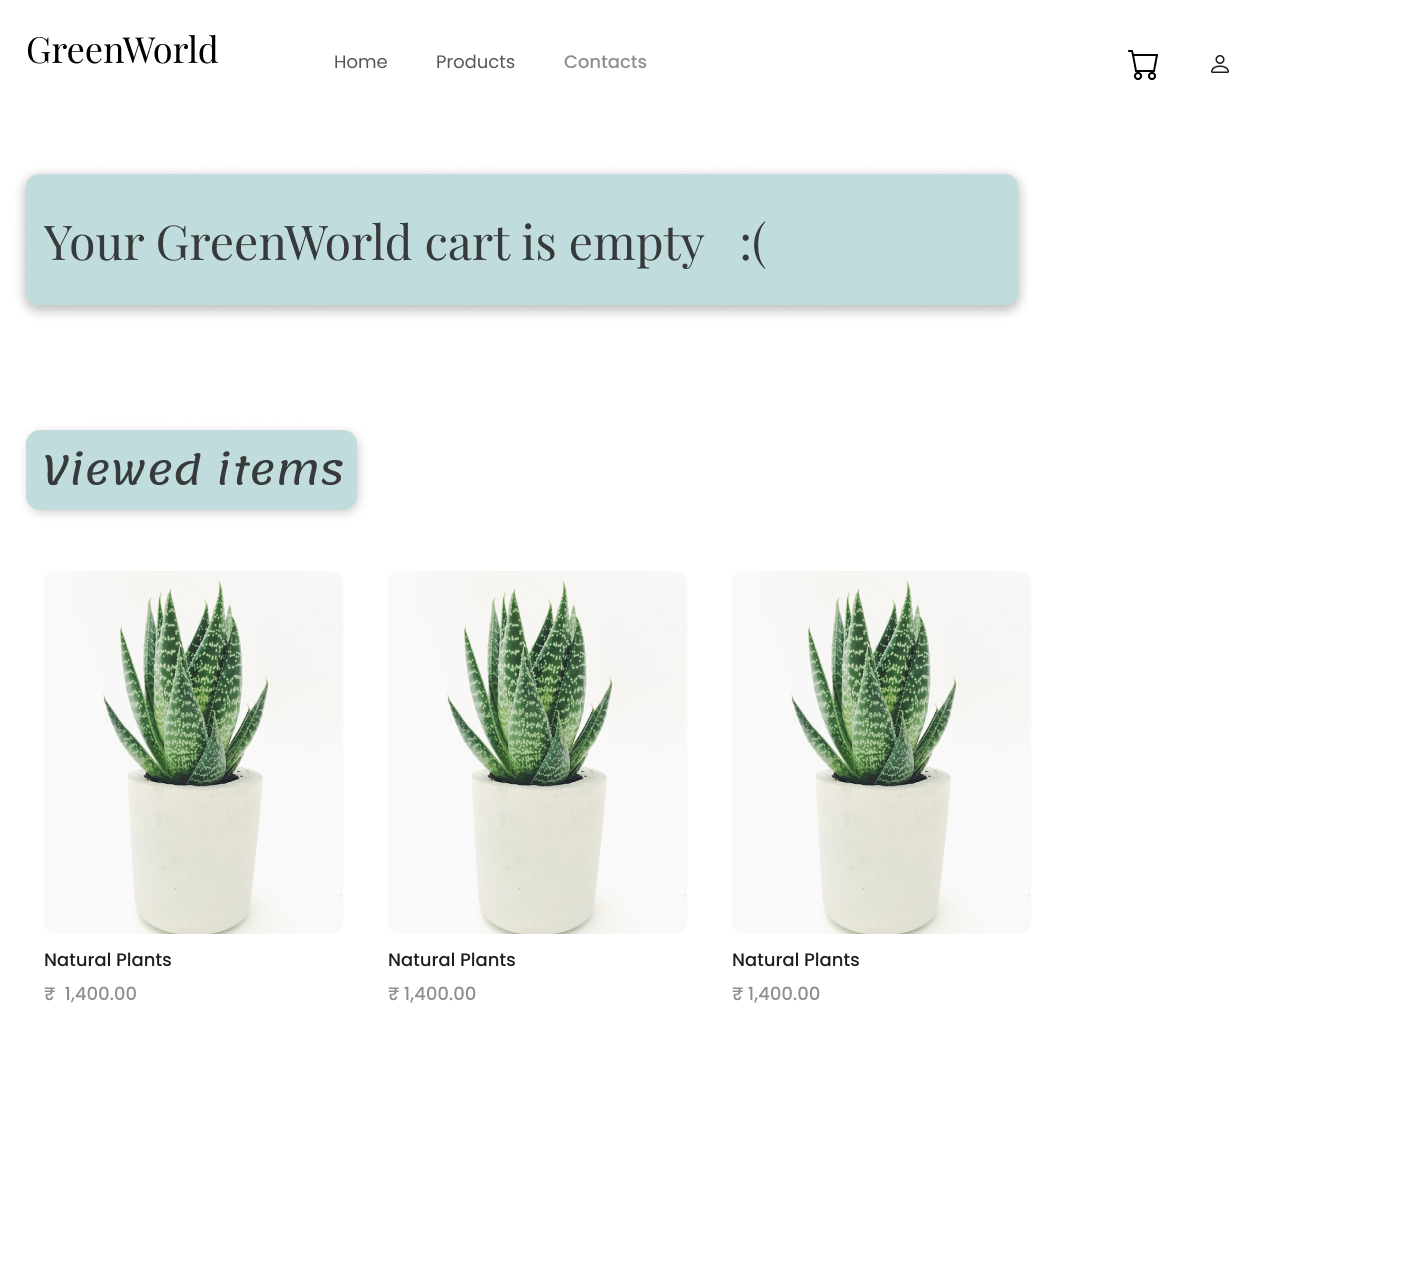 GreenWorld
Home Products Contacts
Your GreenWorld cart is empty :(
Viewed items
Natural Plants Natural Plants Natural Plants
₹ 1,400.00 ₹ 1,400.00 ₹ 1,400.00